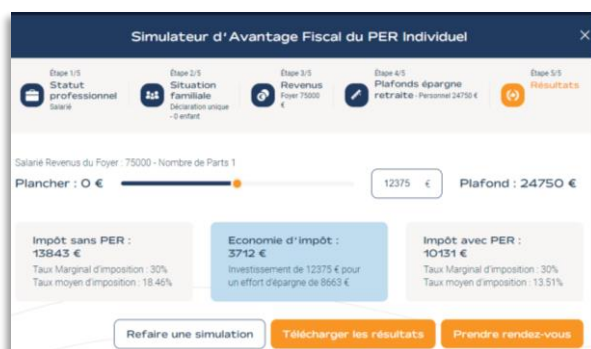 Simulateur d'Avantage Fiscal du PER Individuel
Étape 1/5
Statut
professionnel
Salarié
Étape 2/5
Situation
familiale
Déclaration unique
- 0 enfant
Étape 3/5
Revenus
Foyer 75000
€
Étape 4/5
Plafonds épargne
retraite - Personnel 24750 €
Étape 5/5
Résultats
Salarié Revenus du Foyer : 75000 - Nombre de Parts 1
Plancher : 0 €
12375 €
Plafond : 24750 €
Impôt sans PER :
13843 €
Taux Marginal d'imposition : 30%
Taux moyen d'imposition : 18.46%
Economie d'impôt :
3712 €
Investissement de 12375 € pour
un effort d'épargne de 8663 €
Impôt avec PER :
10131 €
Taux Marginal d'imposition : 30%
Taux moyen d'imposition : 13.51%
Refaire une simulation
Télécharger les résultats
Prendre rendez-vous